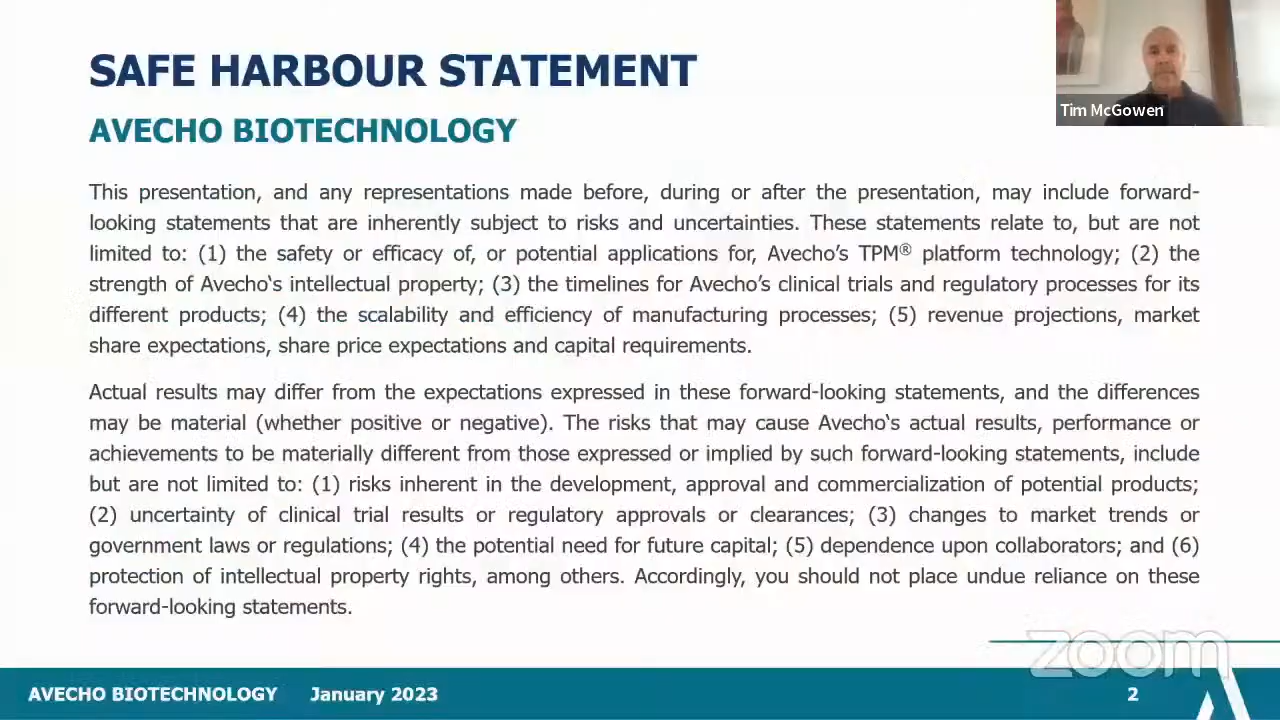 SAFE HARBOUR STATEMENT
AVECHO BIOTECHNOLOGY
Tim McGowen
This presentation, and any representations made before, during or after the presentation, may include forward-
looking statements that are inherently subject to risks and uncertainties. These statements relate to, but are not
limited to: (1) the safety or efficacy of, or potential applications for, Avecho’s TPM® platform technology; (2) the
strength of Avecho‘s intellectual property; (3) the timelines for Avecho’s clinical trials and regulatory processes for its
different products; (4) the scalability and efficiency of manufacturing processes; (5) revenue projections, market
share expectations, share price expectations and capital requirements.
Actual results may differ from the expectations expressed in these forward-looking statements, and the differences
may be material (whether positive or negative). The risks that may cause Avecho‘s actual results, performance or
achievements to be materially different from those expressed or implied by such forward-looking statements, include
but are not limited to: (1) risks inherent in the development, approval and commercialization of potential products;
(2) uncertainty of clinical trial results or regulatory approvals or clearances; (3) changes to market trends or
government laws or regulations; (4) the potential need for future capital; (5) dependence upon collaborators; and (6)
protection of intellectual property rights, among others. Accordingly, you should not place undue reliance on these
forward-looking statements.
zoom
AVECHO BIOTECHNOLOGY January 2023 2